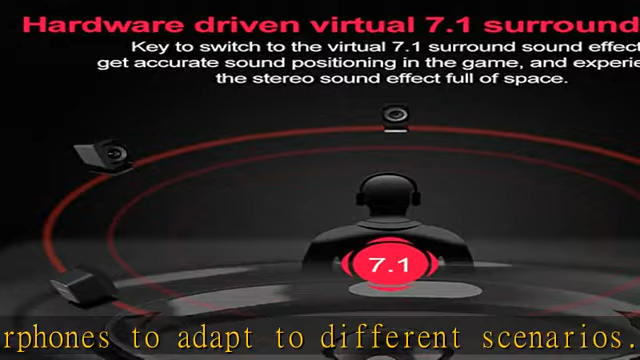 Hardware driven virtual 7.1 surround
Key to switch to the virtual 7.1 surround sound effect
get accurate sound positioning in the game, and experie
the stereo sound effect full of space.
7.1
rphones to adapt to different scenarios.